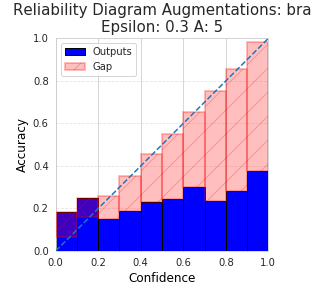 Reliability Diagram Augmentations: bra
Epsilon: 0.3 A: 5
1.0
0.8
0.6
0.4
0.2
0.0
Accuracy
Outputs
Gap
0.0 0.2 0.4 0.6 0.8 1.0
Confidence